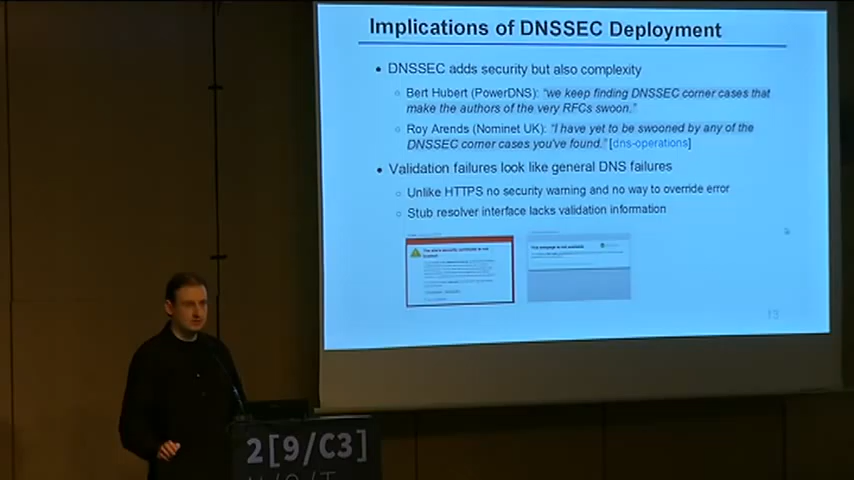 Implications of DNSSEC Deployment
• DNSSEC adds security but also complexity
○ Bert Hubert (PowerDNS): “we keep finding DNSSEC corner cases that
make the authors of the very RFCs swoon.”
○ Roy Arends (Nominet UK): “I have yet to be swooned by any of the
DNSSEC corner cases you've found.” [dns-operations]
• Validation failures look like general DNS failures
○ Unlike HTTPS no security warning and no way to override error
○ Stub resolver interface lacks validation information
13
2[9/C3]